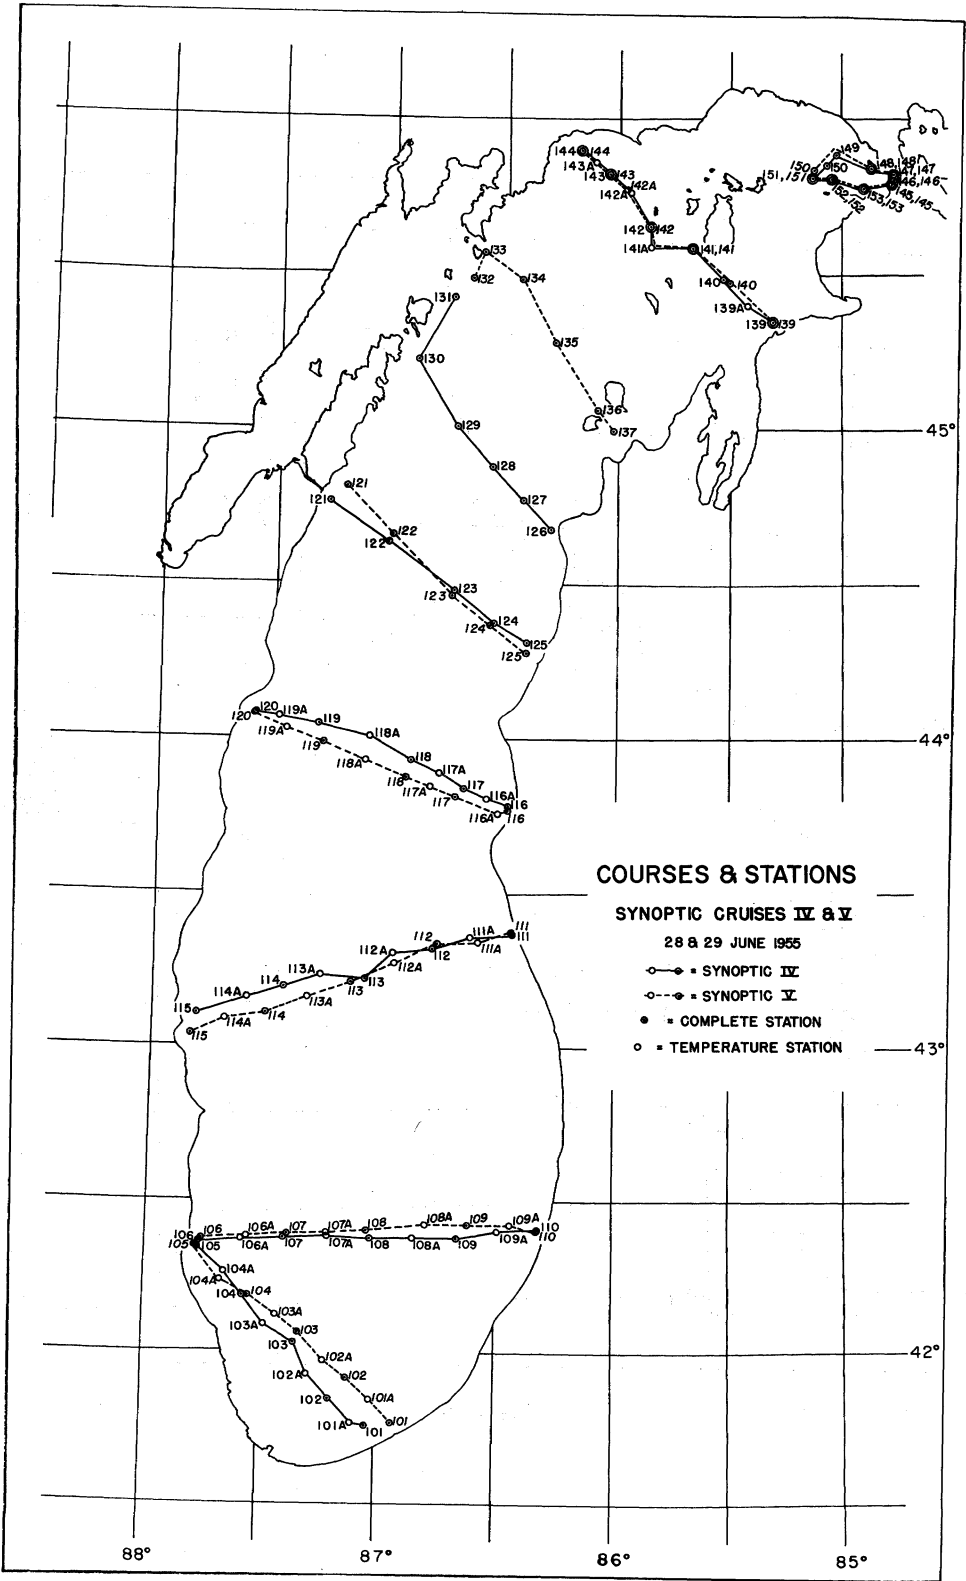 149
144 144
148,148
150 150
147,147
143A
151,151
146,146
143 143
142A
152,152
153,153
145,145
142A
142 142
133
141A 141,141
132
134
140 140
131
139A
139 139
135
130
136
129
137
45°
128
121
121
127
122
126
122
123
123
124
124
125
125
120
120 119A
119
119A
118A
119
44°
118A
118
117A
118
117
117A
116A
117
116
116A 116
COURSES & STATIONS
SYNOPTIC CRUISES IV & V
28 & 29 JUNE 1955
= SYNOPTIC IV
= SYNOPTIC V
= COMPLETE STATION
= TEMPERATURE STATION
111
112 111A
111
112A
112 111A
112A
113A
114 113
113
114A
113A
115
114
114A
115
43°
106 106A 107 107A 108 108A 109 109A 110
106
105 105 106A 107 107A 108 108A 109 109A 110
104A
104A
104 104
103A
103A
103
103
102A
102A
102
102
101A
101A 101
101
42°
88° 87° 86° 85°